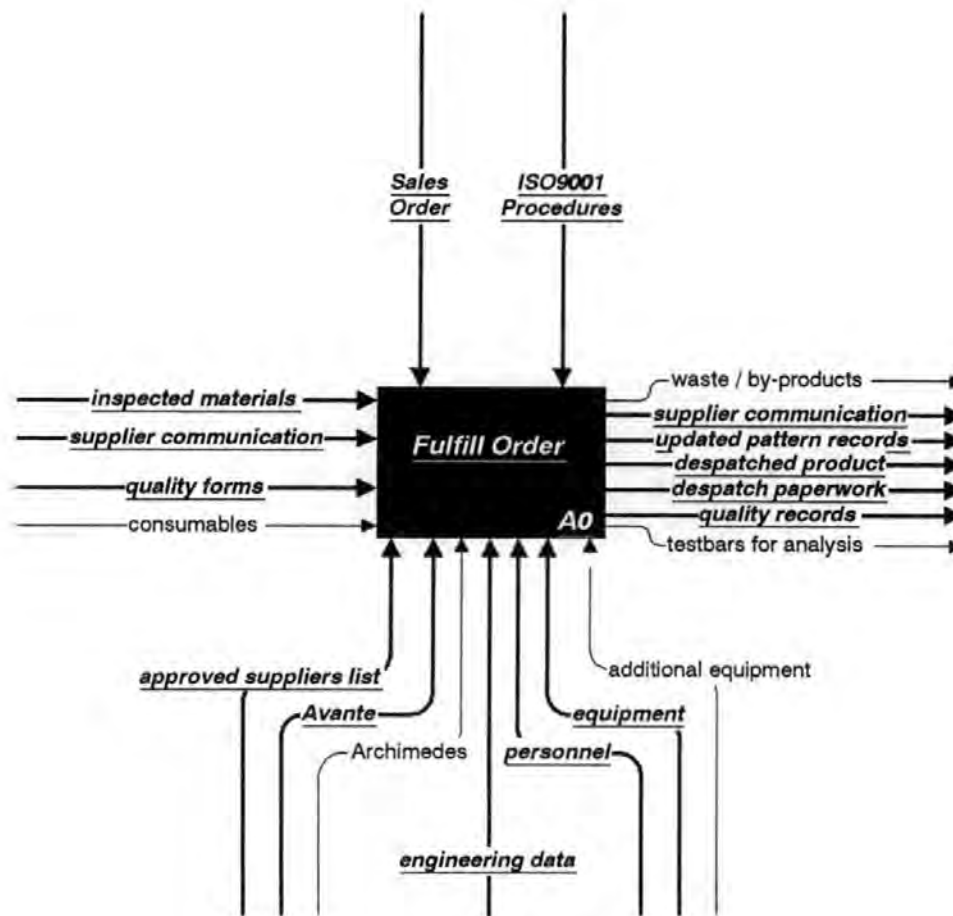 Sales
Order
ISO9001
Procedures
waste / by-products
inspected materials
supplier communication
supplier communication
Fulfill Order
updated pattern records
despatched product
quality forms
despatch paperwork
consumables
A0
quality records
testbars for analysis
approved suppliers list
additional equipment
Avante
equipment
Archimedes
personnel
engineering data